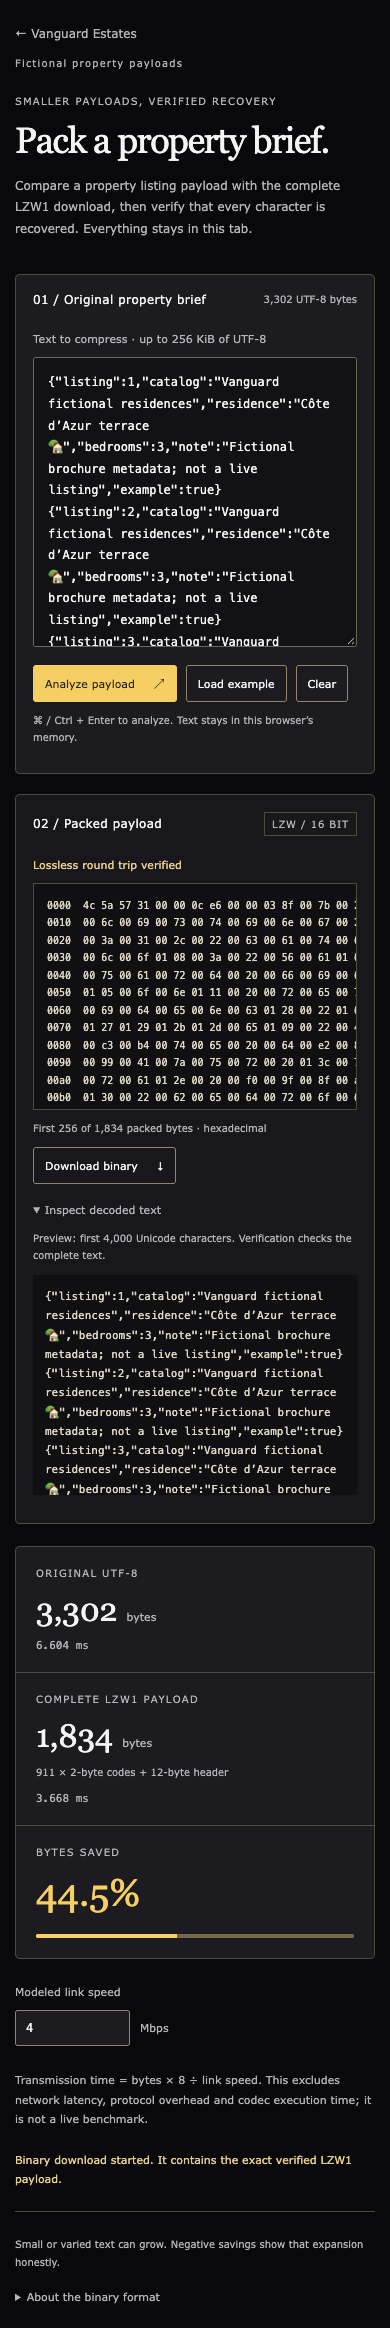 ← Vanguard Estates
Fictional property payloads
SMALLER PAYLOADS, VERIFIED RECOVERY
Pack a property brief.
Compare a property listing payload with the complete
LZW1 download, then verify that every character is
recovered. Everything stays in this tab.
01 / Original property brief
3,302 UTF-8 bytes
Text to compress · up to 256 KiB of UTF-8
{"listing":1,"catalog":"Vanguard
fictional residences","residence":"Côte
d’Azur terrace
🏡","bedrooms":3,"note":"Fictional
brochure metadata; not a live
listing","example":true}
{"listing":2,"catalog":"Vanguard
fictional residences","residence":"Côte
d’Azur terrace
🏡","bedrooms":3,"note":"Fictional
brochure metadata; not a live
listing","example":true}
{"listing":3,"catalog":"Vanguard
Analyze payload ↗
Load example
Clear
⌘ / Ctrl + Enter to analyze. Text stays in this browser’s
memory.
02 / Packed payload
LZW / 16 BIT
Lossless round trip verified
0000 4c 5a 57 31 00 00 0c e6 00 00 03 8f 00 7b 00
0010 00 6c 00 69 00 73 00 74 00 69 00 6e 00 67 00
0020 00 3a 00 31 00 2c 00 22 00 63 00 61 00 74 00
0030 00 6c 00 6f 01 08 00 3a 00 22 00 56 00 61 01
0040 00 75 00 61 00 72 00 64 00 20 00 66 00 69 00
0050 01 05 00 6f 00 6e 01 11 00 20 00 72 00 65 00
0060 00 69 00 64 00 65 00 6e 00 63 01 28 00 22 01
0070 01 27 01 29 01 2b 01 2d 00 65 01 09 00 22 00
0080 00 c3 00 b4 00 74 00 65 00 20 00 64 00 e2 00
0090 00 99 00 41 00 7a 00 75 00 72 00 20 01 3c 00
00a0 00 72 00 61 01 2e 00 20 00 f0 00 9f 00 8f 00
00b0 01 30 00 22 00 62 00 65 00 64 00 72 00 6f 00
First 256 of 1,834 packed bytes · hexadecimal
Download binary ↓
▼ Inspect decoded text
Preview: first 4,000 Unicode characters. Verification checks the
complete text.
{"listing":1,"catalog":"Vanguard fictional
residences","residence":"Côte d’Azur terrace
🏡","bedrooms":3,"note":"Fictional brochure
metadata; not a live listing","example":true}
{"listing":2,"catalog":"Vanguard fictional
residences","residence":"Côte d’Azur terrace
🏡","bedrooms":3,"note":"Fictional brochure
metadata; not a live listing","example":true}
{"listing":3,"catalog":"Vanguard fictional
residences","residence":"Côte d’Azur terrace
🏡","bedrooms":3,"note":"Fictional brochure
ORIGINAL UTF-8
3,302 bytes
6.604 ms
COMPLETE LZW1 PAYLOAD
1,834 bytes
911 × 2-byte codes + 12-byte header
3.668 ms
BYTES SAVED
44.5%
Modeled link speed
4 Mbps
Transmission time = bytes × 8 ÷ link speed. This excludes
network latency, protocol overhead and codec execution time; it
is not a live benchmark.
Binary download started. It contains the exact verified LZW1
payload.
Small or varied text can grow. Negative savings show that expansion
honestly.
▶ About the binary format